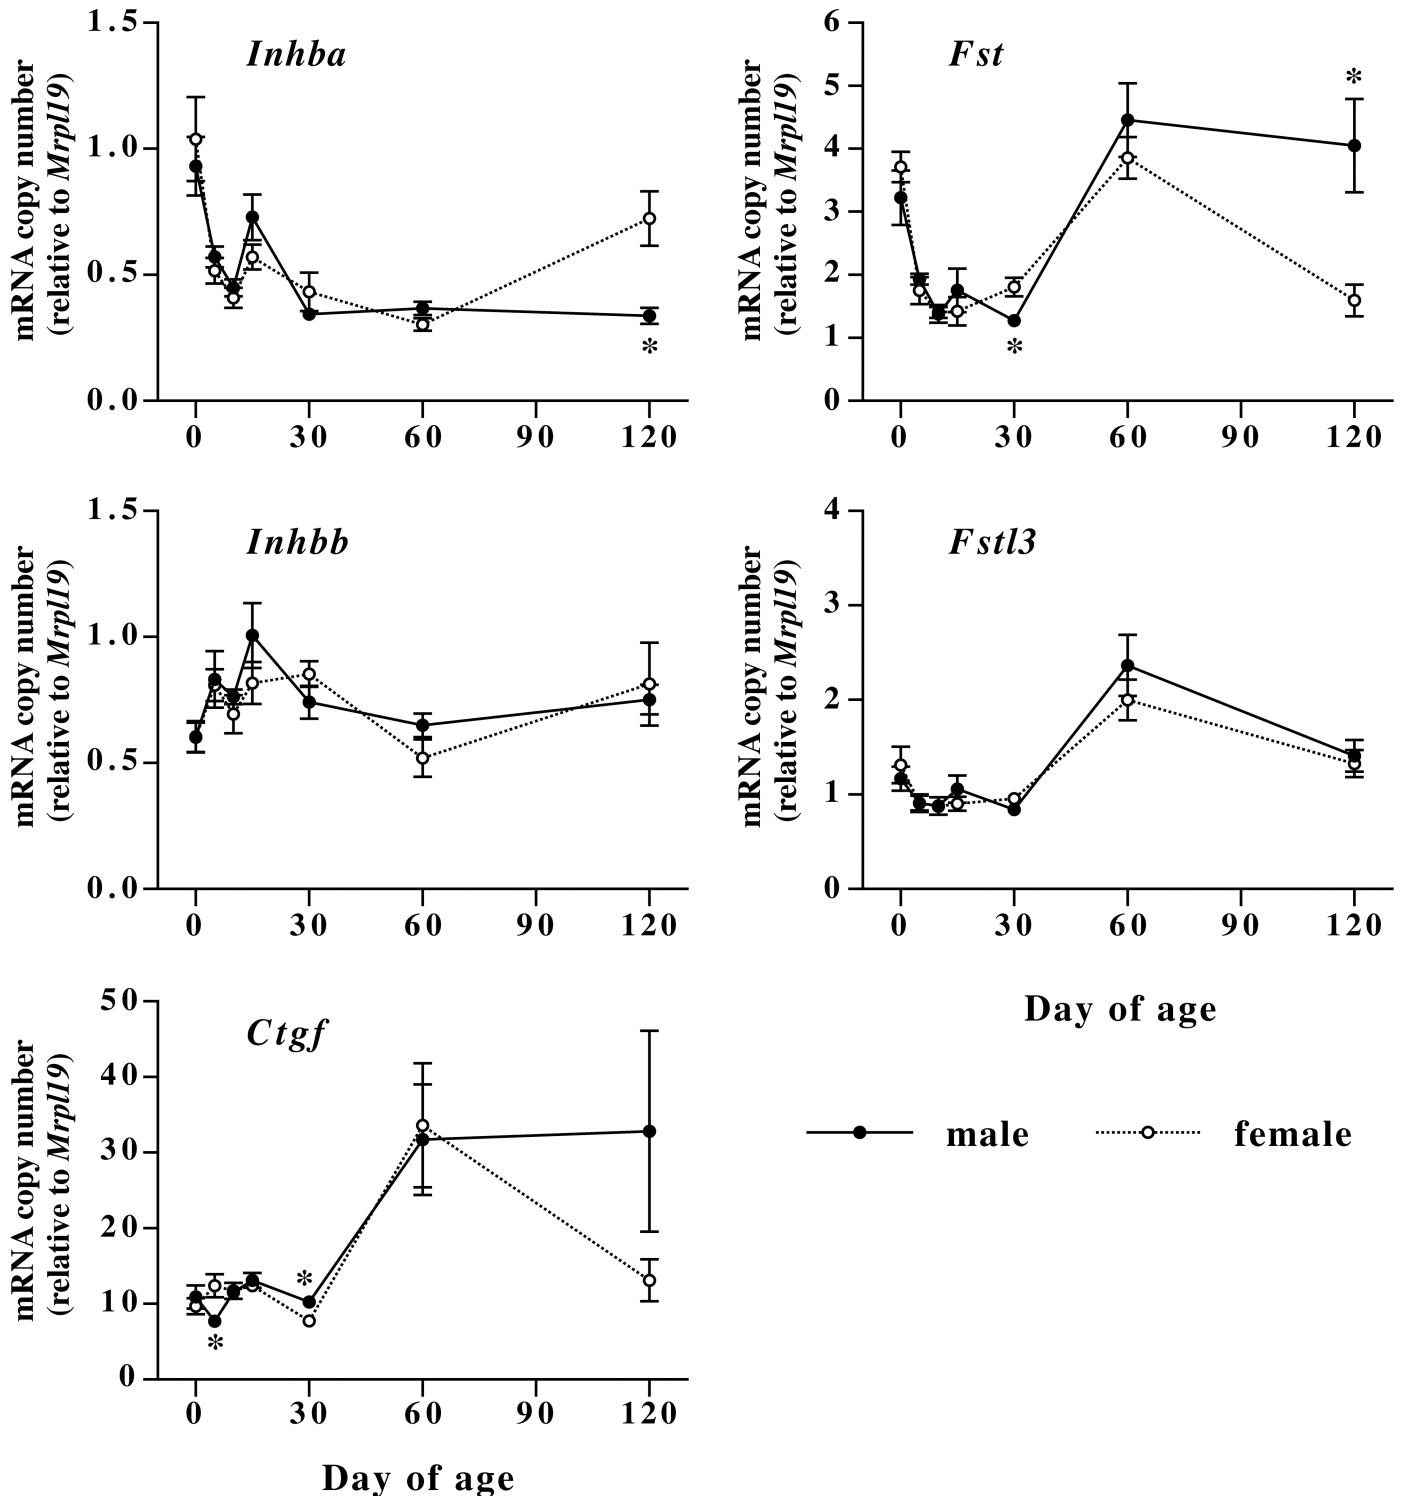 Inhba
mRNA copy number
(relative to Mrpl19)
1.5
1.0
0.5
0.0
*
0 30 60 90 120
Fst
mRNA copy number
(relative to Mrpl19)
6
5
4
3
2
1
0
*
*
0 30 60 90 120
Inhbb
mRNA copy number
(relative to Mrpl19)
1.5
1.0
0.5
0.0
0 30 60 90 120
Fstl3
mRNA copy number
(relative to Mrpl19)
4
3
2
1
0
0 30 60 90 120
Day of age
Ctgf
mRNA copy number
(relative to Mrpl19)
50
40
30
20
10
0
*
*
0 30 60 90 120
Day of age
male female